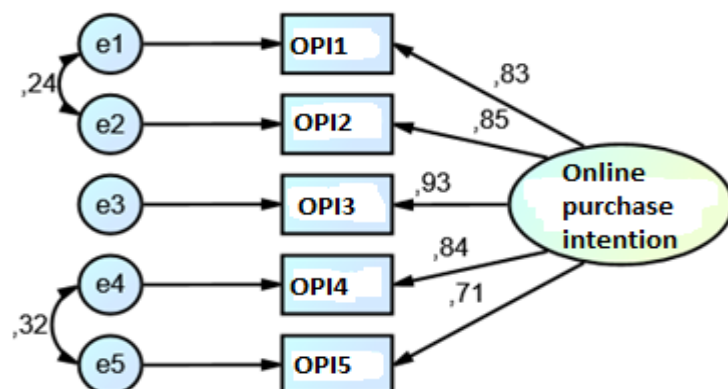 e1
OPI1
,83
,24
e2
OPI2
,85
e3
OPI3
,93
Online
purchase
intention
e4
OPI4
,84
,32
,71
e5
OPI5